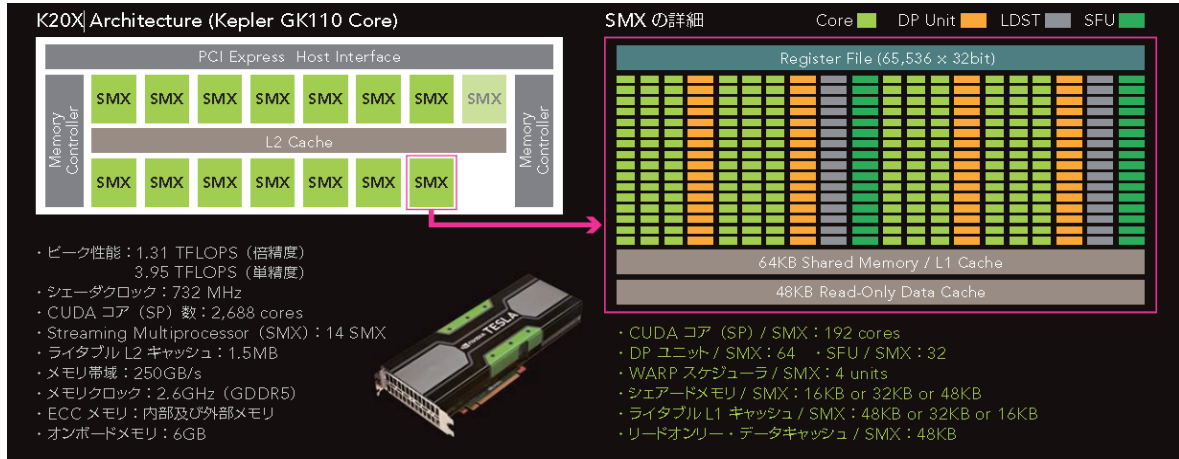 K20X Architecture (Kepler GK110 Core)
PCI Express Host Interface
Memory Controller
SMX SMX SMX SMX SMX SMX SMX SMX
L2 Cache
SMX SMX SMX SMX SMX SMX SMX
Memory Controller
・ピーク性能：1.31 TFLOPS（倍精度）
3.95 TFLOPS（単精度）
・シェーダクロック：732 MHz
・CUDA コア（SP）数：2,688 cores
・Streaming Multiprocessor（SMX）：14 SMX
・ライタブル L2 キャッシュ：1.5MB
・メモリ帯域：250GB/s
・メモリクロック：2.6GHz（GDDR5）
・ECC メモリ：内部及び外部メモリ
・オンボードメモリ：6GB
NVIDIA TESLA
SMX の詳細
Core DP Unit LDST SFU
Register File (65,536 × 32bit)
64KB Shared Memory / L1 Cache
48KB Read-Only Data Cache
・CUDA コア（SP）/ SMX：192 cores
・DP ユニット / SMX：64 ・SFU / SMX：32
・WARP スケジューラ / SMX：4 units
・シェアードメモリ / SMX：16KB or 32KB or 48KB
・ライタブル L1 キャッシュ / SMX：48KB or 32KB or 16KB
・リードオンリー・データキャッシュ / SMX：48KB